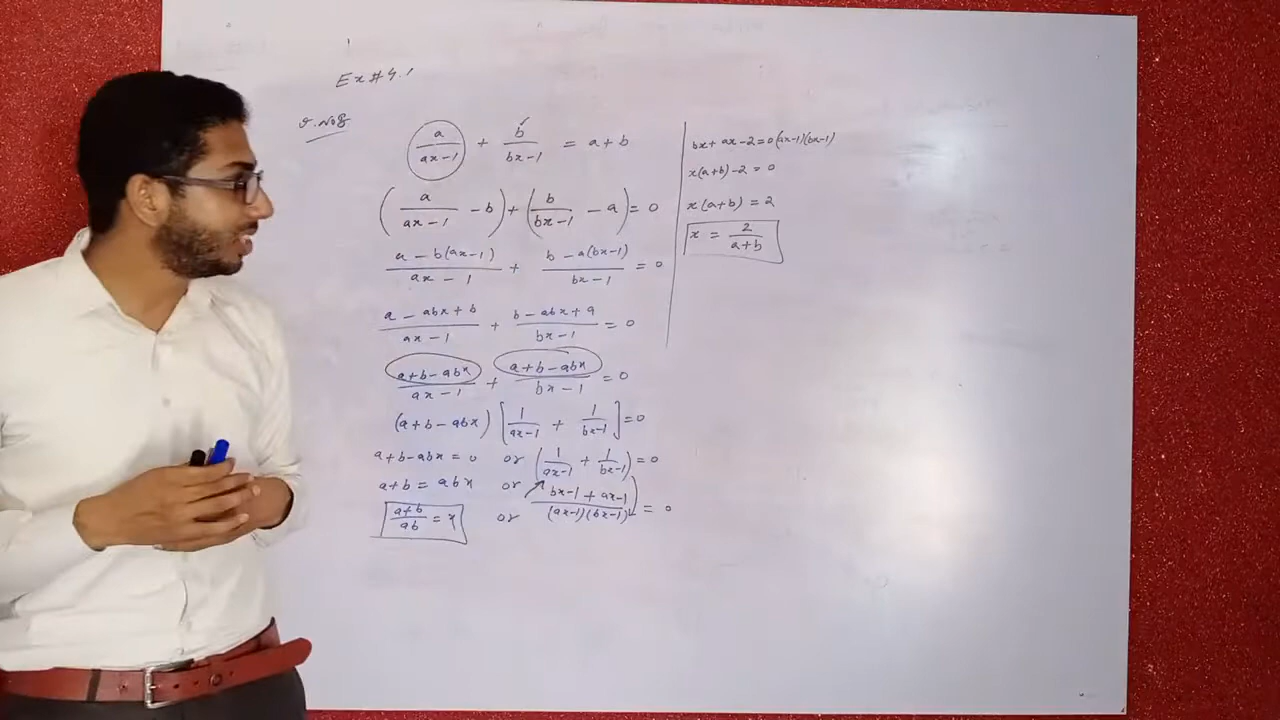 Ex # 4.1
Q.No 8
a/(ax-1) + b/(bx-1) = a+b
(a/(ax-1) - b) + (b/(bx-1) - a) = 0
(a - b(ax-1))/(ax-1) + (b - a(bx-1))/(bx-1) = 0
(a - abx + b)/(ax-1) + (b - abx + a)/(bx-1) = 0
(a+b-abx)/(ax-1) + (a+b-abx)/(bx-1) = 0
(a+b-abx) [1/(ax-1) + 1/(bx-1)] = 0
a+b-abx = 0 or (1/(ax-1) + 1/(bx-1)) = 0
a+b = abx or (bx-1+ax-1)/((ax-1)(bx-1)) = 0
(a+b)/ab = x or
bx+ax-2=0(ax-1)(bx-1)
x(a+b)-2=0
x(a+b)=2
x = 2/(a+b)